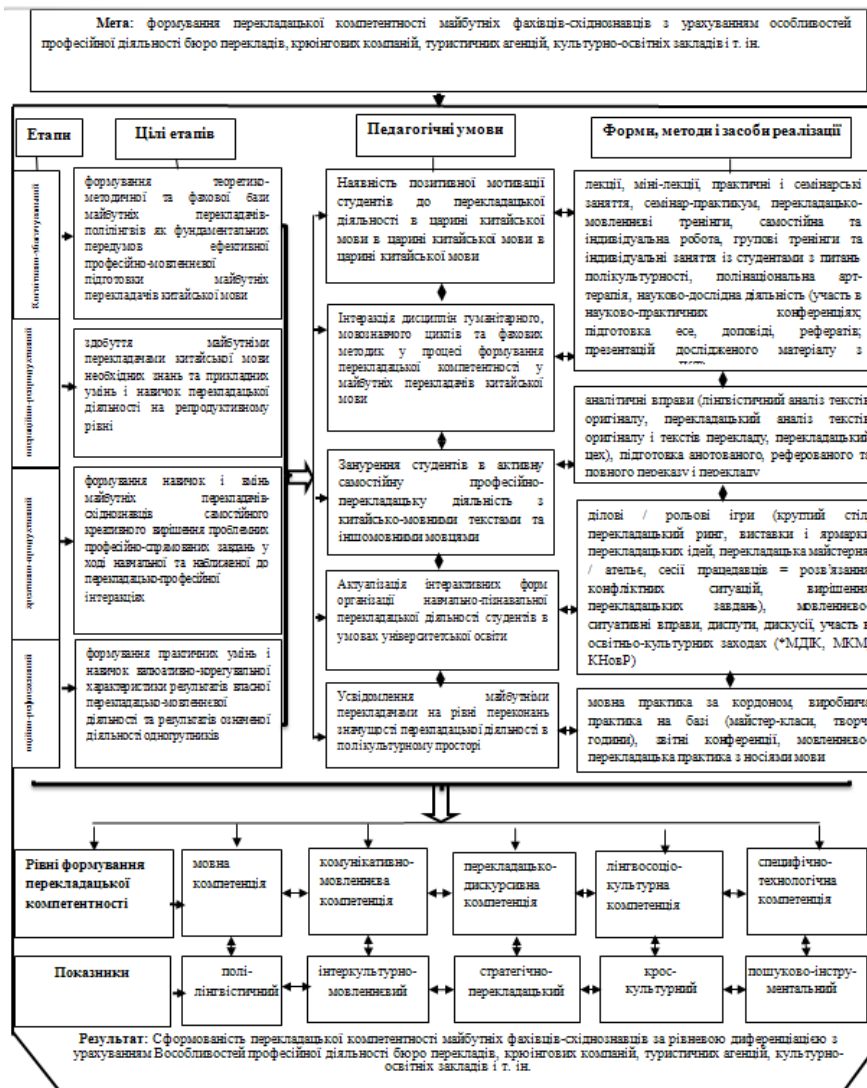 Мета: формування перекладацької компетентності майбутніх фахівців-східнознавців з урахуванням особливостей
професійної діяльності бюро перекладів, крюїнгових компаній, туристичних агенцій, культурно-освітніх закладів і т. ін.
Етапи
Цілі етапів
Педагогічні умови
Форми, методи і засоби реалізації
формування теоретико-
методичної та фахової бази
майбутніх перекладачів-
полілінгвів як фундаментальних
передумов ефективної
професійно-мовленнєвої
підготовки майбутніх
перекладачів китайської мови
здобуття майбутніми
перекладачами китайської мови
необхідних знань та прикладних
умінь і навичок перекладацької
діяльності на репродуктивному
рівні
формування навичок і вмінь
майбутніх перекладачів-
східнознавців самостійного
креативного вирішення проблемних
професійно-спрямованих завдань у
ході навчальної та наближеної до
перекладацько-професійної
інтеракціях
формування практичних умінь і
навичок валюативно-корегувальної
характеристики результатів власної
перекладацько-мовленнєвої
діяльності та результатів означеної
діяльності одногрупників
Наявність позитивної мотивації
студентів до перекладацької
діяльності в царині китайської
мови в царині китайської мови в
царині китайської мови
Інтеракція дисциплін гуманітарного,
мовознавчого циклів та фахових
методик у процесі формування
перекладацької компетентності у
майбутніх перекладачів китайської
мови
Занурення студентів в активну
самостійну професійно-
перекладацьку діяльність з
китайсько-мовними текстами та
іншомовними мовцями
Актуалізація інтерактивних форм
організації навчально-пізнавальної
перекладацької діяльності студентів в
умовах університетської освіти
Усвідомлення майбутніми
перекладачами на рівні переконань
значущості перекладацької діяльності в
полікультурному просторі
лекції, міні-лекції, практичні і семінарські
заняття, семінар-практикум, перекладацько-
мовленнєві тренінги, самостійна та
індивідуальна робота, групові тренінги та
індивідуальні заняття із студентами з питань
полікультурності, полінаціональна арт-
терапія, науково-дослідна діяльність (участь в
науково-практичних конференціях;
підготовка есе, доповіді, рефератів;
презентацій дослідженого матеріалу з
аналітичні вправи (лінгвістичний аналіз текстів
оригіналу, перекладацький аналіз текстів
оригіналу і текстів перекладу, перекладацький
цех), підготовка анотованого, реферованого та
повного переказу і перекладу
ділові / рольові ігри (круглий стіл,
перекладацький ринг, виставки і ярмарки
перекладацьких ідей, перекладацька майстерня
/ ательє, сесії працедавців = розв'язання
конфліктних ситуацій, вирішення
перекладацьких завдань), мовленнєво-
ситуативні вправи, диспути, дискусії, участь в
освітньо-культурних заходах (*МДІК, МКМ,
КНовР)
мовна практика за кордоном, виробнича
практика на базі (майстер-класи, творчі
години), звітні конференції, мовленнєво-
перекладацька практика з носіями мови
Рівні формування
перекладацької
компетентності
мовна
компетенція
комунікативно-
мовленнєва
компетенція
перекладацько-
дискурсивна
компетенція
лінгвосоціо-
культурна
компетенція
специфічно-
технологічна
компетенція
Показники
полі-
лінгвістичний
інтеркультурно-
мовленнєвий
стратегічно-
перекладацький
крос-
культурний
пошуково-інстру-
ментальний
Результат: Сформованість перекладацької компетентності майбутніх фахівців-східнознавців за рівневою диференціацією з
урахуванням Вособливостей професійної діяльності бюро перекладів, крюїнгових компаній, туристичних агенцій, культурно-
освітніх закладів і т. ін.